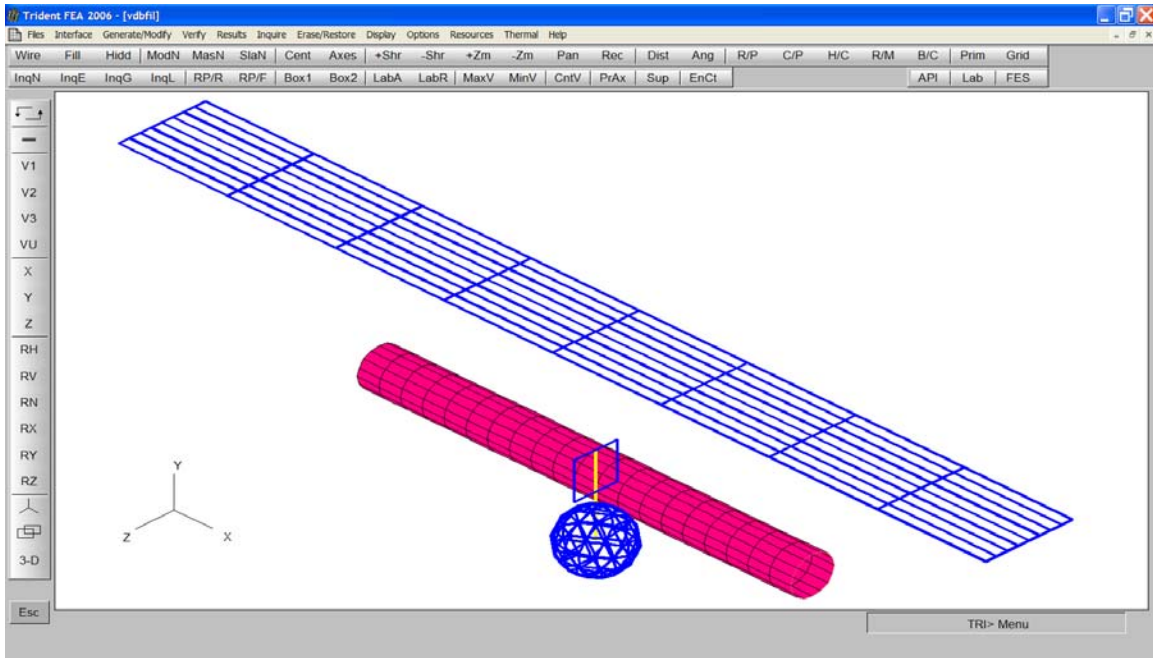 Trident FEA 2006 - [vdbfil]
Files Interface Generate/Modify Verify Results Inquire Erase/Restore Display Options Resources Thermal Help
Wire Fill Hidd ModN MasN SlaN Cent Axes +Shr -Shr +Zm -Zm Pan Rec Dist Ang R/P C/P H/C R/M B/C Prim Grid
InqN InqE InqG InqL RP/R RP/F Box1 Box2 LabA LabR MaxV MinV CntV PrAx Sup EnCt API Lab FES
V1
V2
V3
VU
X
Y
Z
RH
RV
RN
RX
RY
RZ
3-D
Esc
Y
Z X
TRI> Menu